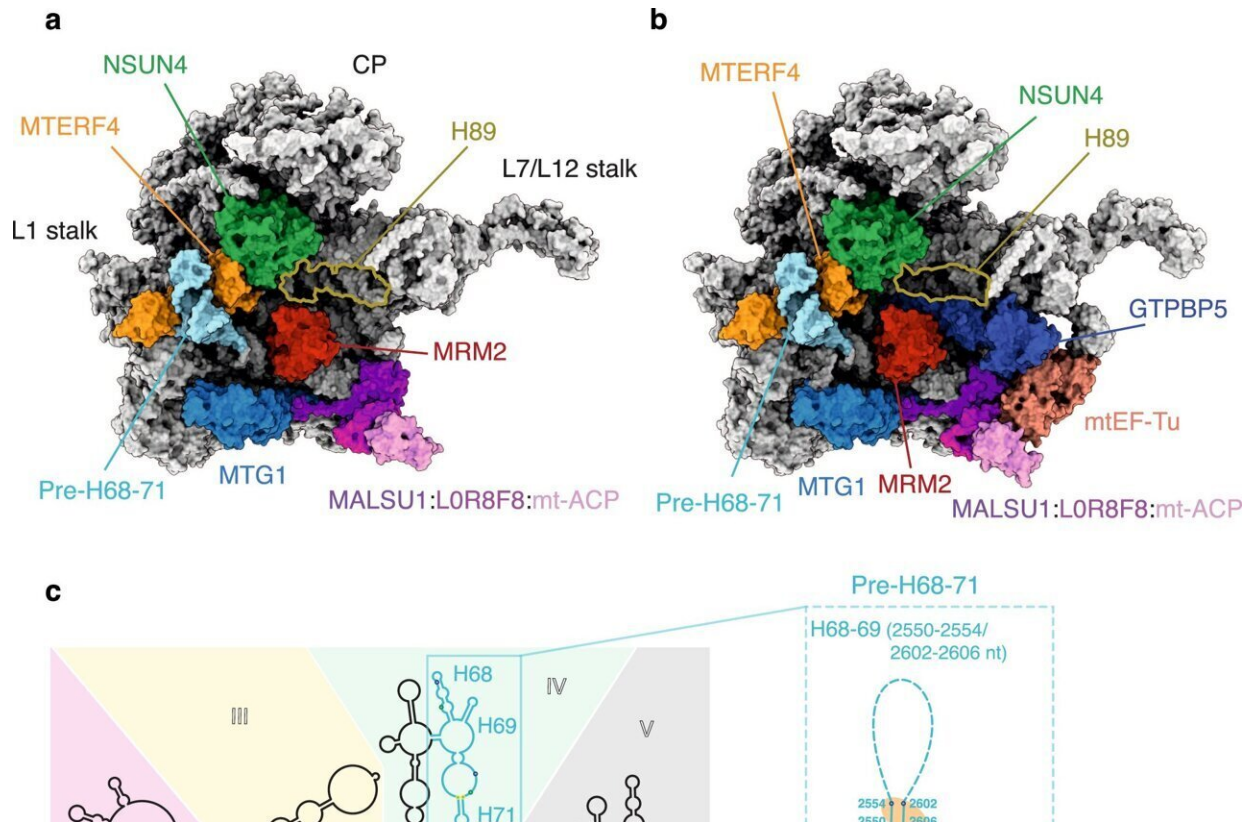 a
NSUN4
CP
MTERF4
H89
L7/L12 stalk
L1 stalk
MRM2
Pre-H68-71
MTG1
MALSU1:L0R8F8:mt-ACP
b
MTERF4
NSUN4
H89
GTPBP5
mtEF-Tu
Pre-H68-71
MTG1
MRM2
MALSU1:L0R8F8:mt-ACP
c
Pre-H68-71
H68-69 (2550-2554/
2602-2606 nt)
H68
IV
III
H69
V
H71
2554
2602
2550
2606